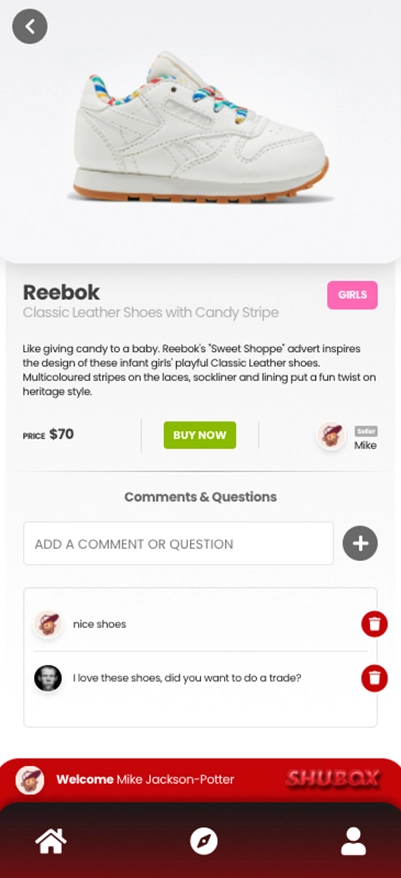 Reebok
GIRLS
Classic Leather Shoes with Candy Stripe
Like giving candy to a baby. Reebok's "Sweet Shoppe" advert inspires
the design of these infant girls' playful Classic Leather shoes.
Multicoloured stripes on the laces, sockliner and lining put a fun twist on
heritage style.
PRICE $70
BUY NOW
Seller
Mike
Comments & Questions
ADD A COMMENT OR QUESTION
nice shoes
I love these shoes, did you want to do a trade?
Welcome Mike Jackson-Potter
SHUBOX